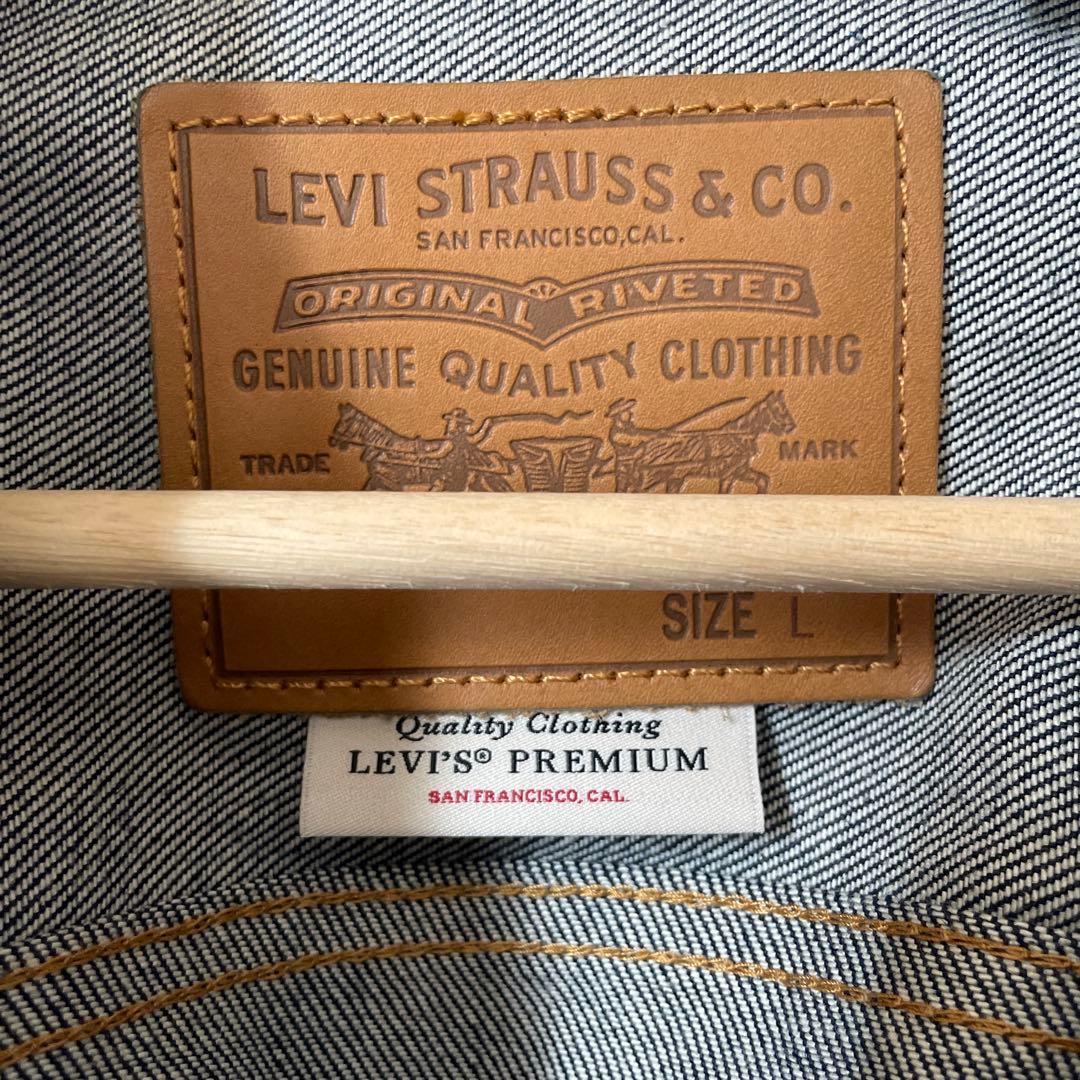 LEVI STRAUSS & CO.
SAN FRANCISCO, CAL.
ORIGINAL RIVETED
GENUINE QUALITY CLOTHING
TRADE MARK
SIZE L
Quality Clothing
LEVI'S® PREMIUM
SAN FRANCISCO, CAL.